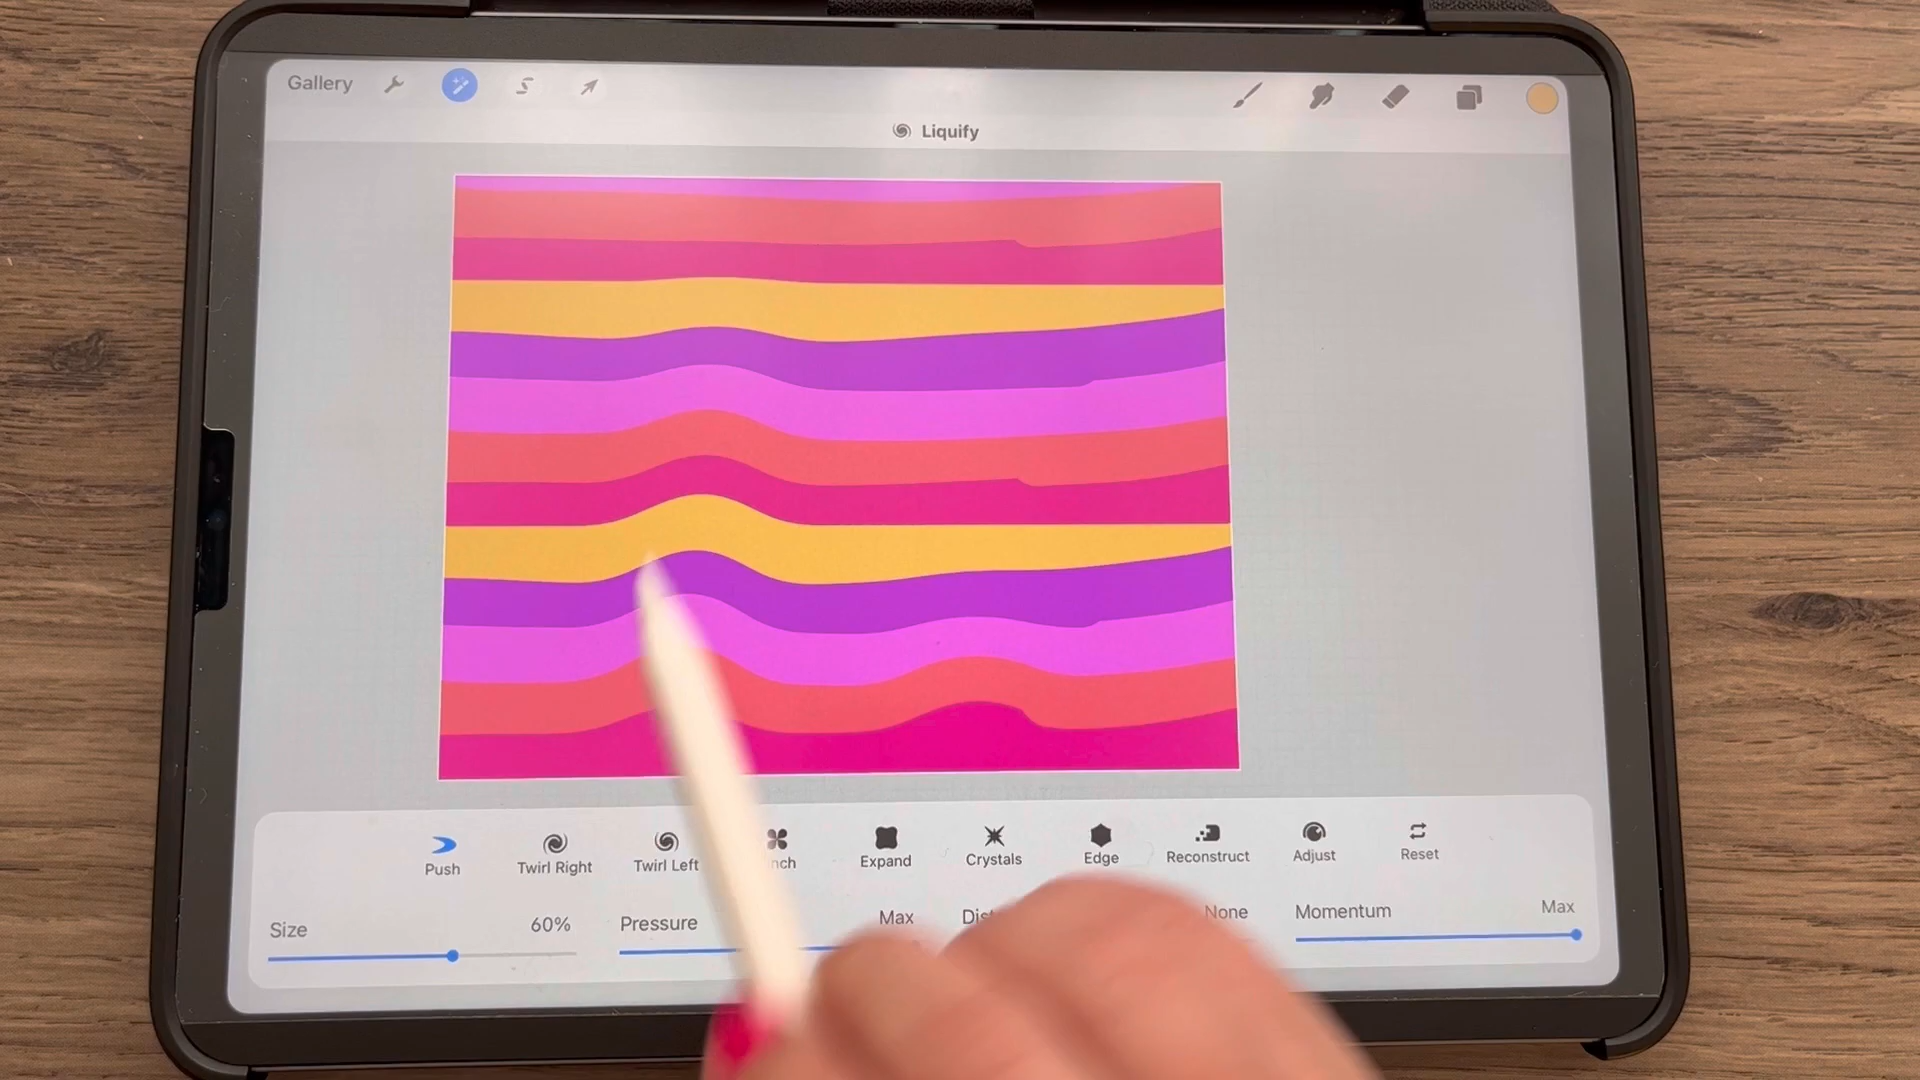 Gallery
Liquify
Push
Twirl Right
Twirl Left
Expand
Crystals
Edge
Reconstruct
Adjust
Reset
Size 60%
Pressure Max
None
Momentum Max